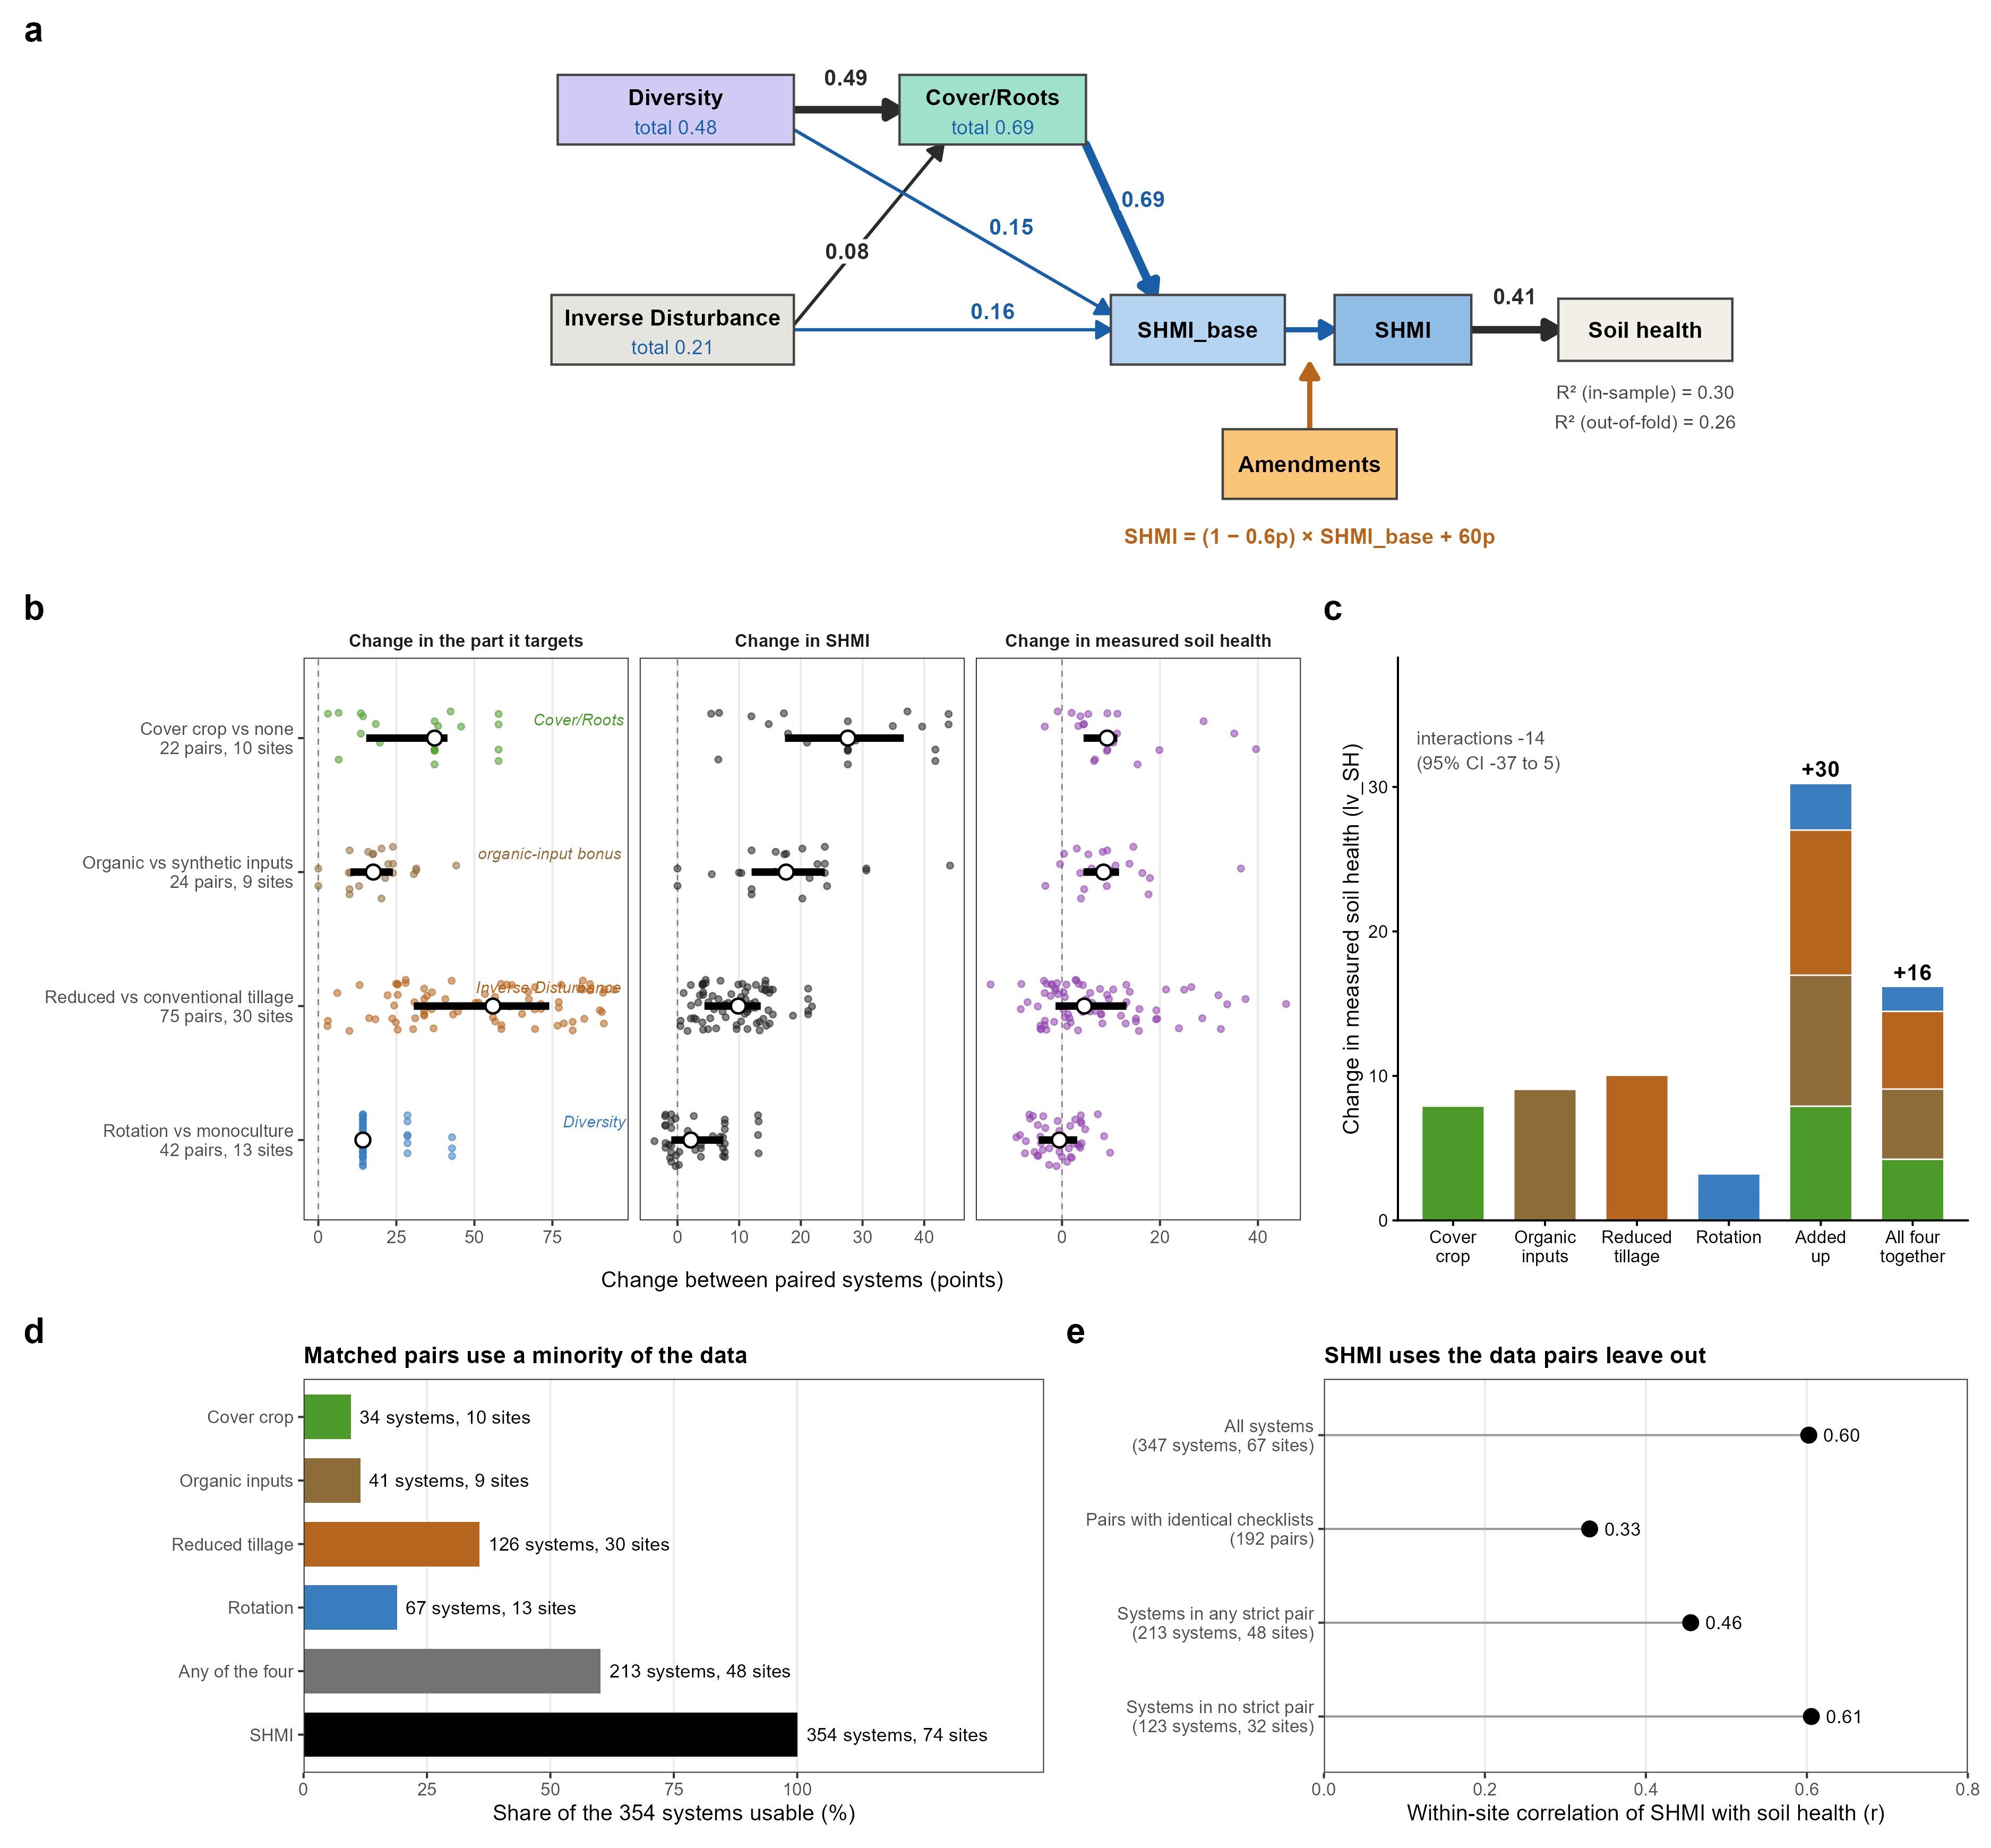 a
Diversity
total 0.48
0.49
Cover/Roots
total 0.69
0.69
0.15
0.08
Inverse Disturbance
total 0.21
0.16
SHMI_base
SHMI
0.41
Soil health
R² (in-sample) = 0.30
R² (out-of-fold) = 0.26
Amendments
SHMI = (1 − 0.6p) × SHMI_base + 60p
b
Change in the part it targets
Change in SHMI
Change in measured soil health
Cover crop vs none
22 pairs, 10 sites
Cover/Roots
Organic vs synthetic inputs
24 pairs, 9 sites
organic-input bonus
Reduced vs conventional tillage
75 pairs, 30 sites
Inverse Disturbance
Rotation vs monoculture
42 pairs, 13 sites
Diversity
0 25 50 75
0 10 20 30 40
0 20 40
Change between paired systems (points)
c
Change in measured soil health (lv_SH)
interactions -14
(95% CI -37 to 5)
+30
+16
30
20
10
0
Cover
crop
Organic
inputs
Reduced
tillage
Rotation
Added
up
All four
together
d
Matched pairs use a minority of the data
Cover crop
34 systems, 10 sites
Organic inputs
41 systems, 9 sites
Reduced tillage
126 systems, 30 sites
Rotation
67 systems, 13 sites
Any of the four
213 systems, 48 sites
SHMI
354 systems, 74 sites
0 25 50 75 100
Share of the 354 systems usable (%)
e
SHMI uses the data pairs leave out
All systems
(347 systems, 67 sites)
0.60
Pairs with identical checklists
(192 pairs)
0.33
Systems in any strict pair
(213 systems, 48 sites)
0.46
Systems in no strict pair
(123 systems, 32 sites)
0.61
0.0 0.2 0.4 0.6 0.8
Within-site correlation of SHMI with soil health (r)